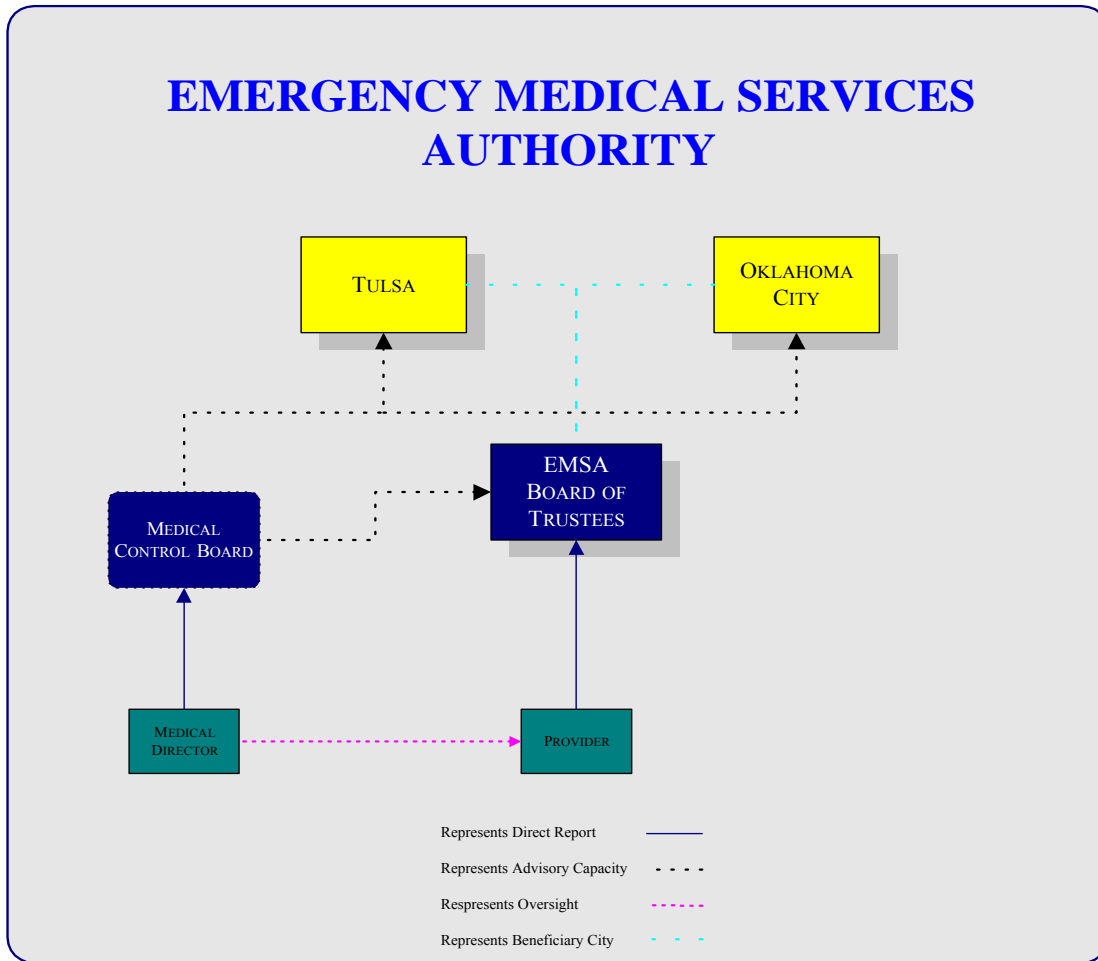 EMERGENCY MEDICAL SERVICES
AUTHORITY
TULSA
OKLAHOMA
CITY
EMSA
BOARD OF
TRUSTEES
MEDICAL
CONTROL BOARD
MEDICAL
DIRECTOR
PROVIDER
Represents Direct Report
Represents Advisory Capacity
Respresents Oversight
Represents Beneficiary City